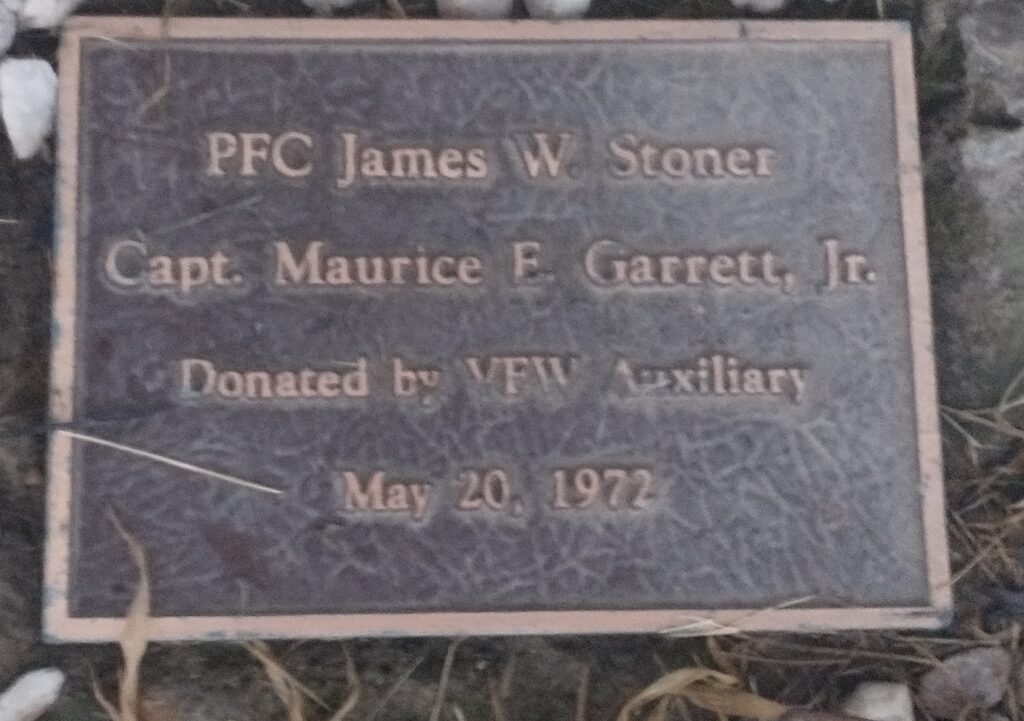 PFC James W. Stoner
Capt. Maurice E. Garrett, Jr.
Donated by VFW Auxiliary
May 20, 1972